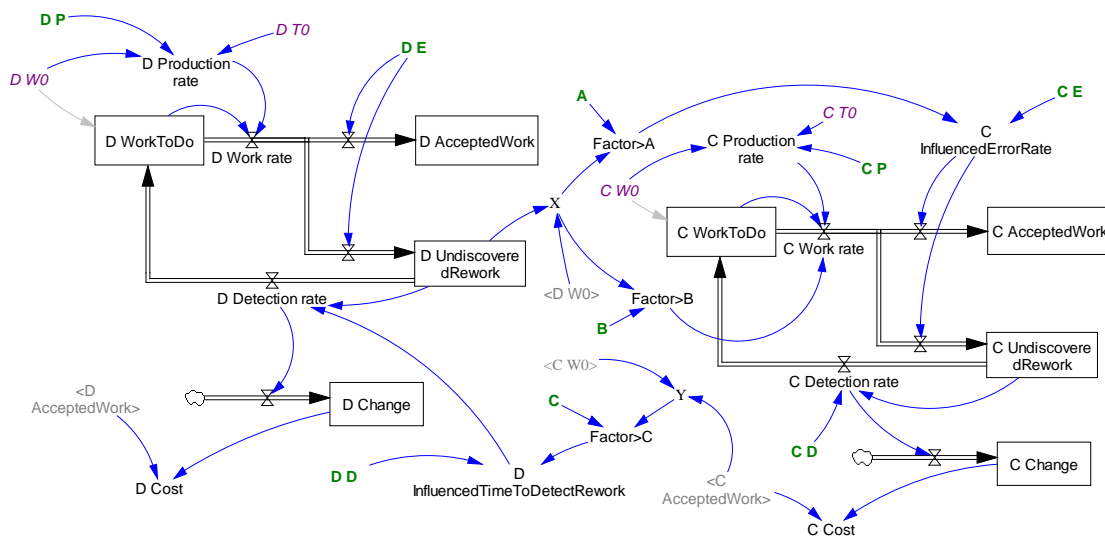 D P
D T0
D E
D W0
D Production
rate
D WorkToDo
D Work rate
D AcceptedWork
D Undiscovere
dRework
D Detection rate
<D
AcceptedWork>
D Change
D Cost
D D
D
InfluencedTimeToDetectRework
A
Factor>A
X
<D W0>
Factor>B
B
<C W0>
C
Y
Factor>C
<C
AcceptedWork>
C T0
C E
C Production
rate
C P
C
InfluencedErrorRate
C W0
C WorkToDo
C Work rate
C AcceptedWork
C Undiscovere
dRework
C Detection rate
C D
C Change
C Cost